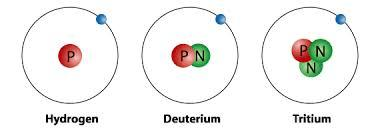 P
P N
P N
N
Hydrogen
Deuterium
Tritium